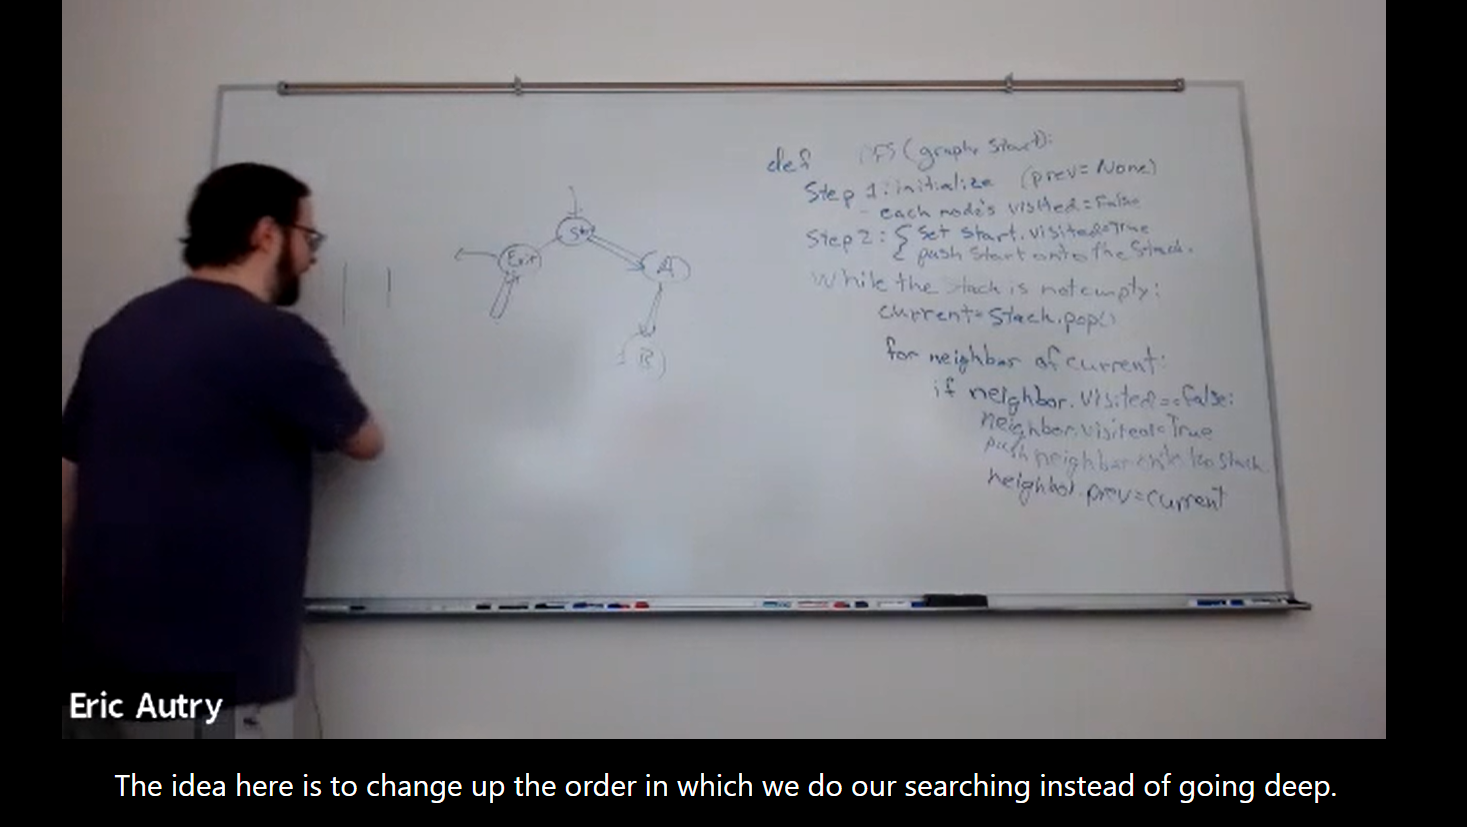 def DFS (graph, Start):
Step 1: initialize (prev=None)
- each node's visited=False
Step 2: { Set Start.visited=True
push Start onto the Stack.
While the stack is not empty:
current=Stack.pop()
for neighbor of current:
if neighbor.visited==False:
neighbor.visited=True
push neighbor onto the Stack
neighbor.prev=current
St
Exit
A
B
Eric Autry
The idea here is to change up the order in which we do our searching instead of going deep.